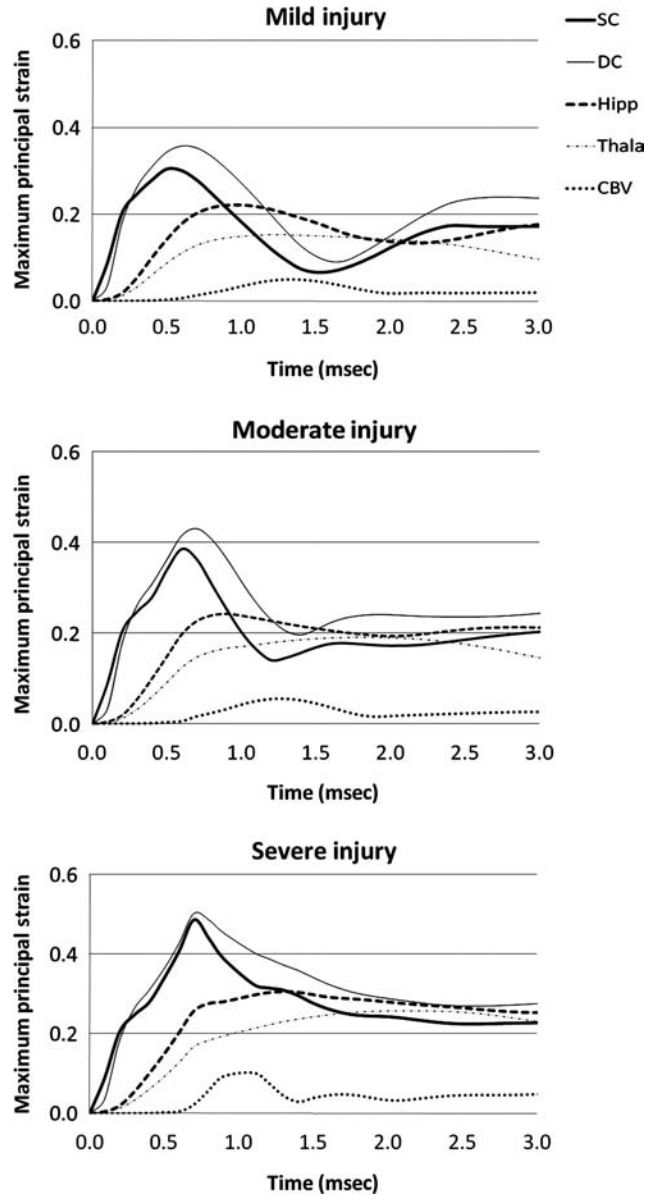 Mild injury
Maximum principal strain
0.6
0.4
0.2
0.0
0.0 0.5 1.0 1.5 2.0 2.5 3.0
Time (msec)
SC
DC
Hipp
Thala
CBV
Moderate injury
Maximum principal strain
0.6
0.4
0.2
0.0
0.0 0.5 1.0 1.5 2.0 2.5 3.0
Time (msec)
Severe injury
Maximum principal strain
0.6
0.4
0.2
0.0
0.0 0.5 1.0 1.5 2.0 2.5 3.0
Time (msec)